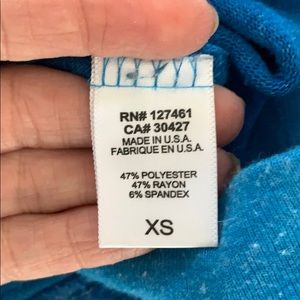 RN# 127461
CA# 30427
MADE IN U.S.A.
FABRIQUE EN U.S.A.
47% POLYESTER
47% RAYON
6% SPANDEX
XS